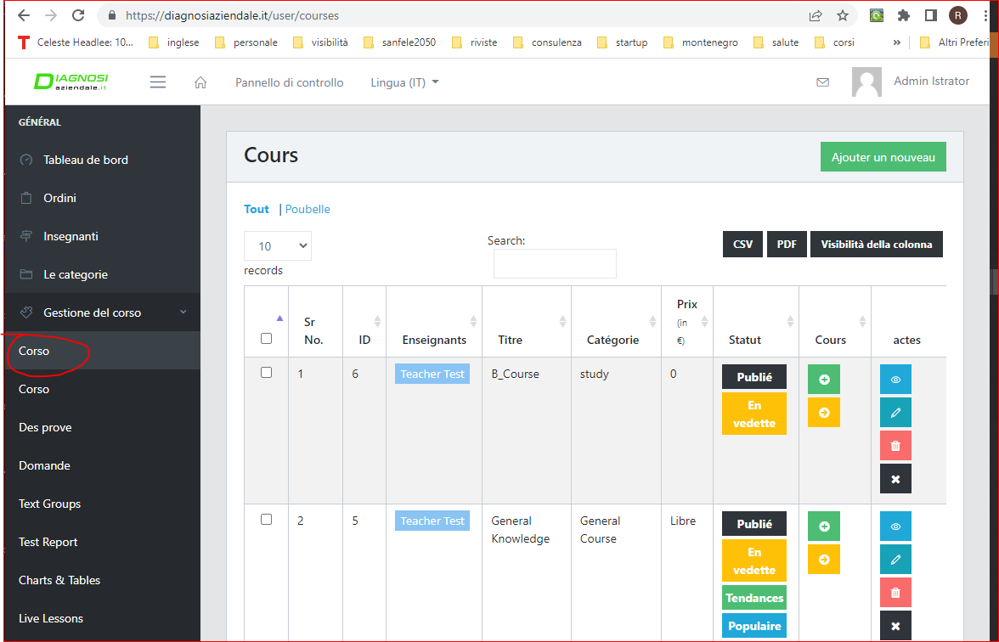 https://diagnosiaziendale.it/user/courses
R
Celeste Headlee: 10...
inglese
personale
visibilità
sanfele2050
riviste
consulenza
startup
montenegro
salute
corsi
»
Altri Preferi
DIAGNOSI
aziendale.it
Pannello di controllo
Lingua (IT)
Admin Istrator
GÉNÉRAL
Tableau de bord
Ordini
Insegnanti
Le categorie
Gestione del corso
Corso
Corso
Des prove
Domande
Text Groups
Test Report
Charts & Tables
Live Lessons
Cours
Ajouter un nouveau
Tout | Poubelle
10
records
Search:
CSV
PDF
Visibilità della colonna
Sr No.
ID
Enseignants
Titre
Catégorie
Prix (in €)
Statut
Cours
actes
1
6
Teacher Test
B_Course
study
0
Publié
En vedette
2
5
Teacher Test
General Knowledge
General Course
Libre
Publié
En vedette
Tendances
Populaire